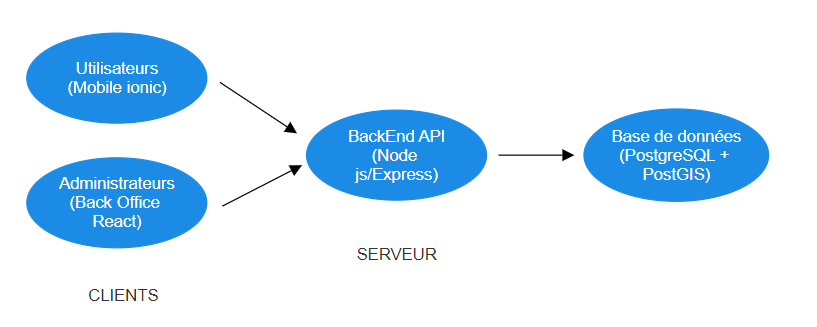 Utilisateurs
(Mobile ionic)
Administrateurs
(Back Office
React)
CLIENTS
BackEnd API
(Node
js/Express)
SERVEUR
Base de données
(PostgreSQL +
PostGIS)